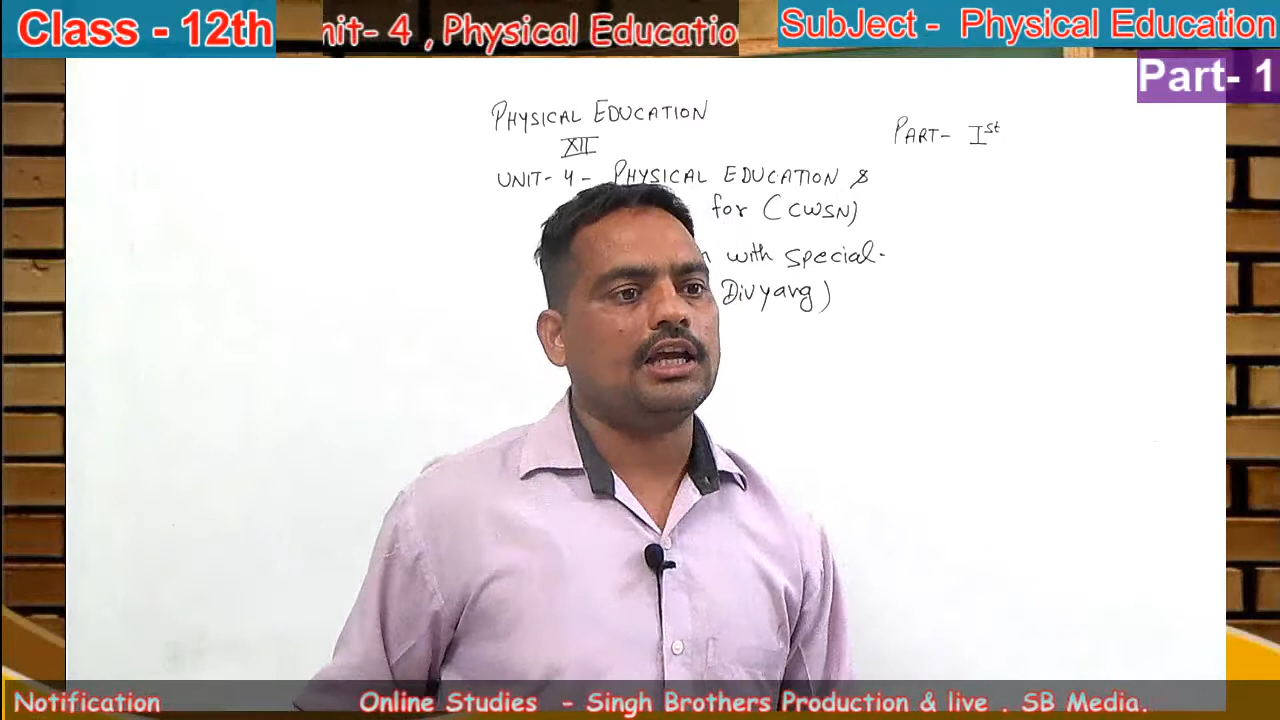 Class - 12th
nit- 4 , Physical Educatio
SubJect - Physical Education
Part- 1
PHYSICAL EDUCATION
XII
PART- Ist
UNIT- 4 - PHYSICAL EDUCATION &
for (CWSN)
with special-
Divyang)
Notification
Online Studies - Singh Brothers Production & live . SB Media.